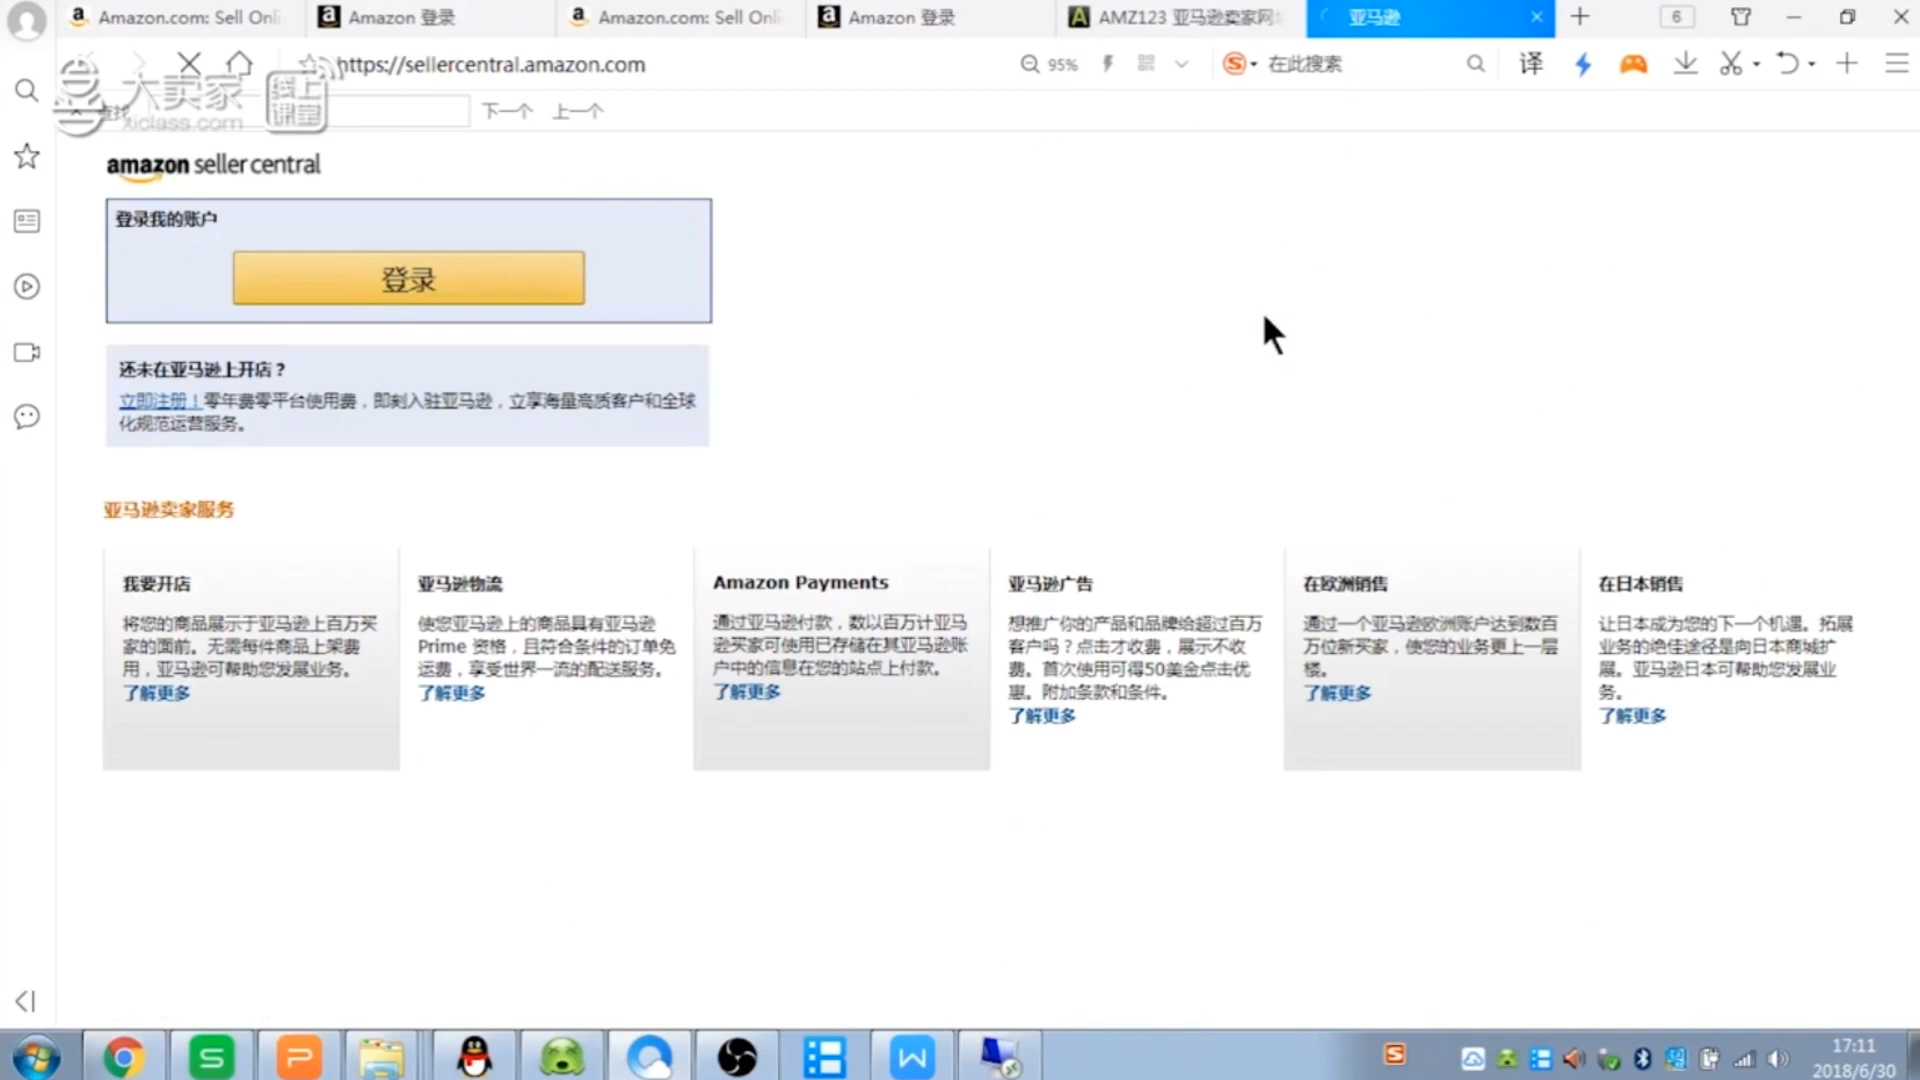 Amazon.com: Sell Onli
Amazon 登录
Amazon.com: Sell Onli
Amazon 登录
AMZ123 亚马逊卖家网址
亚马逊
6
https://sellercentral.amazon.com
95%
在此搜索
译
大卖家
xiclass.com
线上
课堂
查找
下一个
上一个
amazon seller central
登录我的账户
登录
还未在亚马逊上开店？
立即注册！零年费零平台使用费，即刻入驻亚马逊，立享海量高质客户和全球
化规范运营服务。
亚马逊卖家服务
我要开店
将您的商品展示于亚马逊上百万买
家的面前。无需每件商品上架费
用，亚马逊可帮助您发展业务。
了解更多
亚马逊物流
使您亚马逊上的商品具有亚马逊
Prime 资格，且符合条件的订单免
运费，享受世界一流的配送服务。
了解更多
Amazon Payments
通过亚马逊付款，数以百万计亚马
逊买家可使用已存储在其亚马逊账
户中的信息在您的站点上付款。
了解更多
亚马逊广告
想推广你的产品和品牌给超过百万
客户吗？点击才收费，展示不收
费。首次使用可得50美金点击优
惠。附加条款和条件。
了解更多
在欧洲销售
通过一个亚马逊欧洲账户达到数百
万位新买家，使您的业务更上一层
楼。
了解更多
在日本销售
让日本成为您的下一个机遇。拓展
业务的绝佳途径是向日本商城扩
展。亚马逊日本可帮助您发展业
务。
了解更多
17:11
2018/6/30